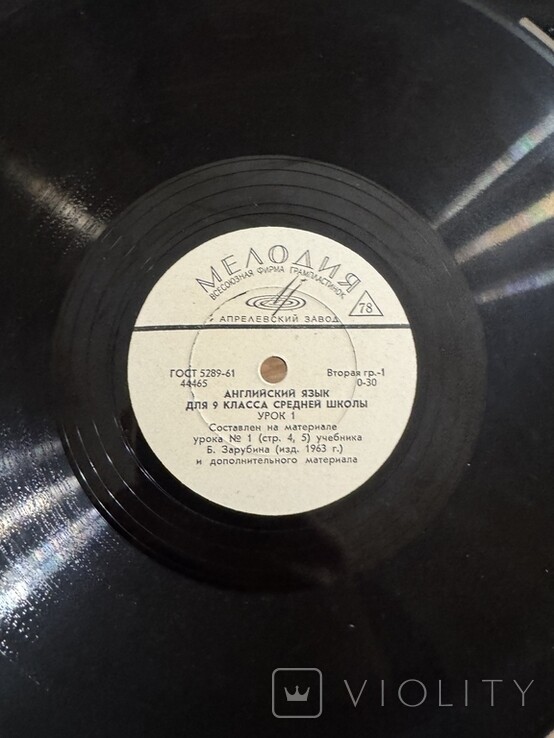 МЕЛОДИЯ
ВСЕСОЮЗНАЯ ФИРМА ГРАМПЛАСТИНОК
78
АПРЕЛЕВСКИЙ ЗАВОД
ГОСТ 5289-61
44465
Вторая гр.-1
0-30
АНГЛИЙСКИЙ ЯЗЫК
ДЛЯ 9 КЛАССА СРЕДНЕЙ ШКОЛЫ
УРОК 1
Составлен на материале
урока № 1 (стр. 4, 5) учебника
Б. Зарубина (изд. 1963 г.)
и дополнительного материала
VIOLITY